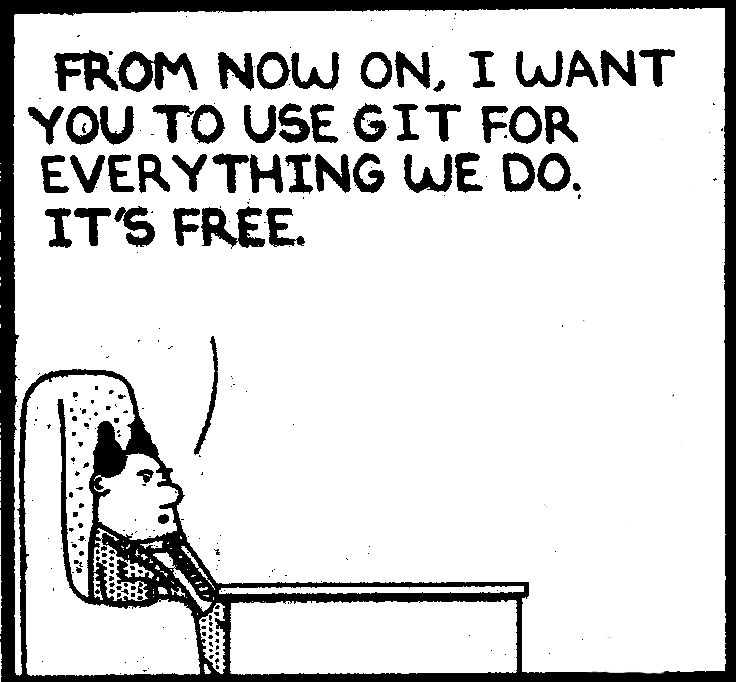 FROM NOW ON, I WANT
YOU TO USE GIT FOR
EVERYTHING WE DO.
IT'S FREE.